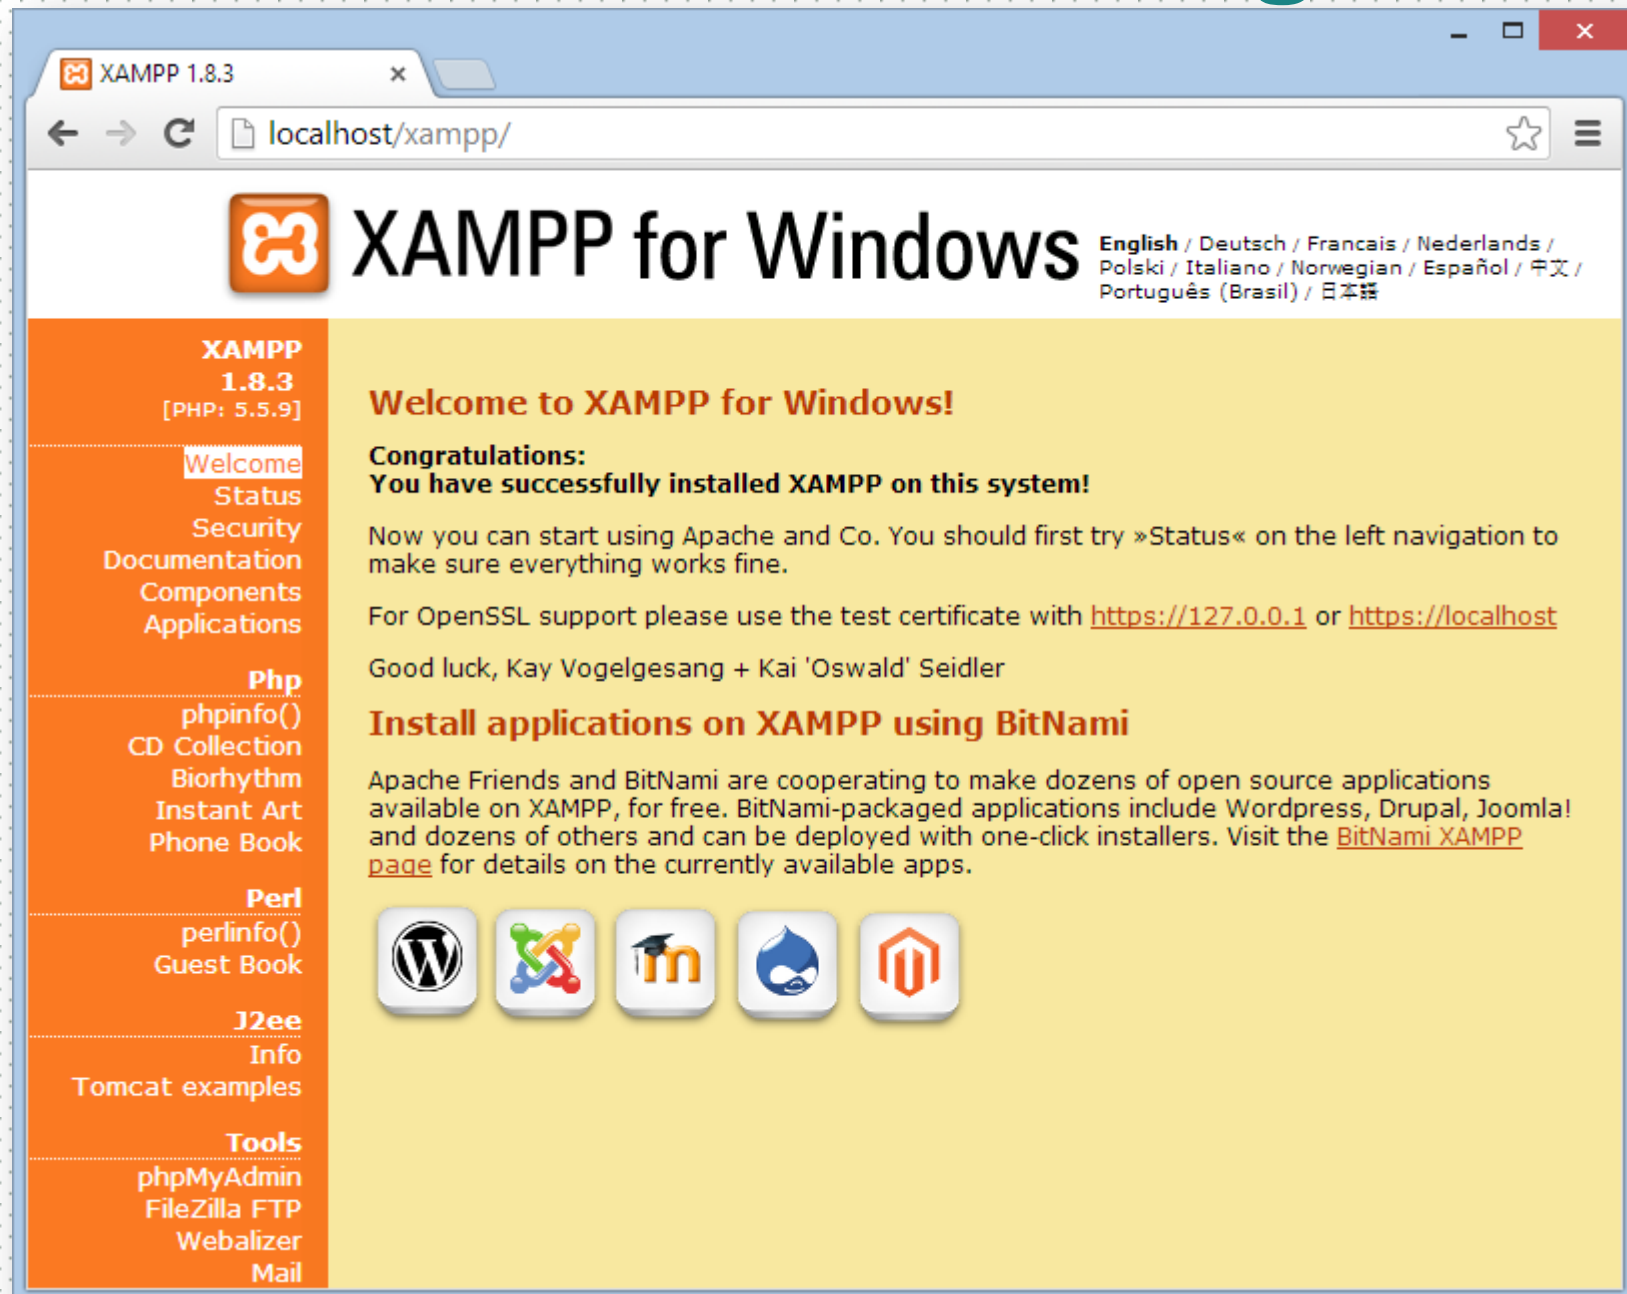 XAMPP 1.8.3
localhost/xampp/
XAMPP for Windows
English / Deutsch / Francais / Nederlands /
Polski / Italiano / Norwegian / Español / 中文 /
Português (Brasil) / 日本語
XAMPP
1.8.3
[PHP: 5.5.9]
Welcome
Status
Security
Documentation
Components
Applications
Php
phpinfo()
CD Collection
Biorhythm
Instant Art
Phone Book
Perl
perlinfo()
Guest Book
J2ee
Info
Tomcat examples
Tools
phpMyAdmin
FileZilla FTP
Webalizer
Mail
Welcome to XAMPP for Windows!
Congratulations:
You have successfully installed XAMPP on this system!
Now you can start using Apache and Co. You should first try »Status« on the left navigation to
make sure everything works fine.
For OpenSSL support please use the test certificate with https://127.0.0.1 or https://localhost
Good luck, Kay Vogelgesang + Kai 'Oswald' Seidler
Install applications on XAMPP using BitNami
Apache Friends and BitNami are cooperating to make dozens of open source applications
available on XAMPP, for free. BitNami-packaged applications include Wordpress, Drupal, Joomla!
and dozens of others and can be deployed with one-click installers. Visit the BitNami XAMPP
page for details on the currently available apps.